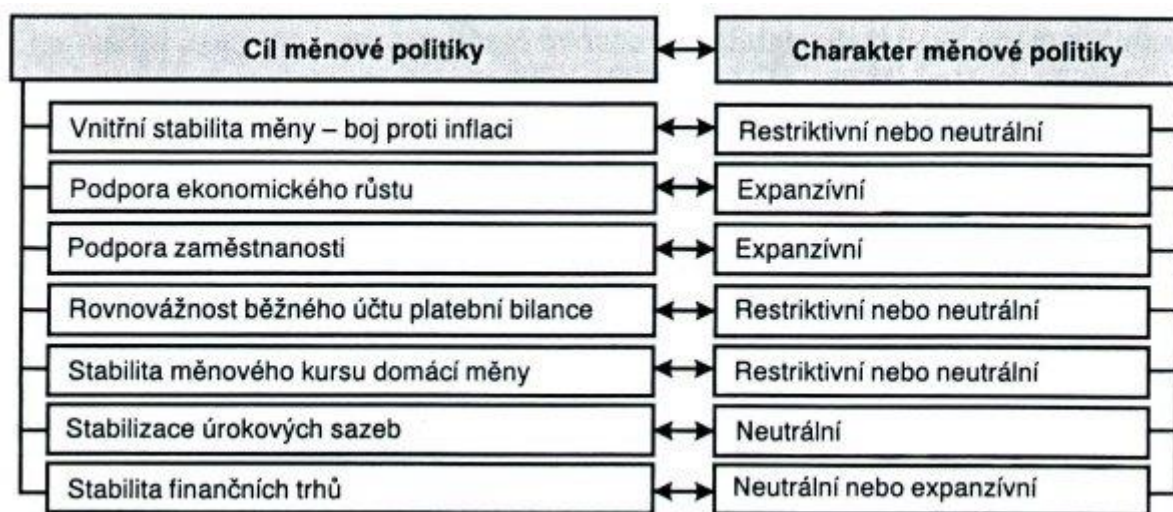 Cíl měnové politiky Charakter měnové politiky
Vnitřní stabilita měny – boj proti inflaci Restriktivní nebo neutrální
Podpora ekonomického růstu Expanzívní
Podpora zaměstnanosti Expanzívní
Rovnovážnost běžného účtu platební bilance Restriktivní nebo neutrální
Stabilita měnového kursu domácí měny Restriktivní nebo neutrální
Stabilizace úrokových sazeb Neutrální
Stabilita finančních trhů Neutrální nebo expanzívní